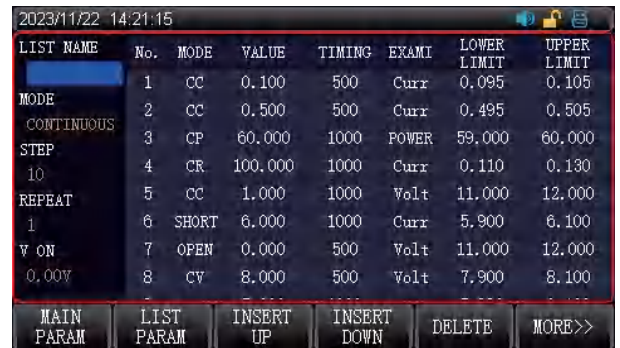 2023/11/22 14:21:15
LIST NAME
MODE
CONTINUOUS
STEP
10
REPEAT
1
V ON
0.00V
No. MODE VALUE TIMING EXAMI LOWER LIMIT UPPER LIMIT
1 CC 0.100 500 Curr 0.095 0.105
2 CC 0.500 500 Curr 0.495 0.505
3 CP 60.000 1000 POWER 59.000 60.000
4 CR 100.000 1000 Curr 0.110 0.130
5 CC 1.000 1000 Volt 11.000 12.000
6 SHORT 6.000 1000 Curr 5.900 6.100
7 OPEN 0.000 500 Volt 11.000 12.000
8 CV 8.000 500 Volt 7.900 8.100
MAIN PARAM
LIST PARAM
INSERT UP
INSERT DOWN
DELETE
MORE>>